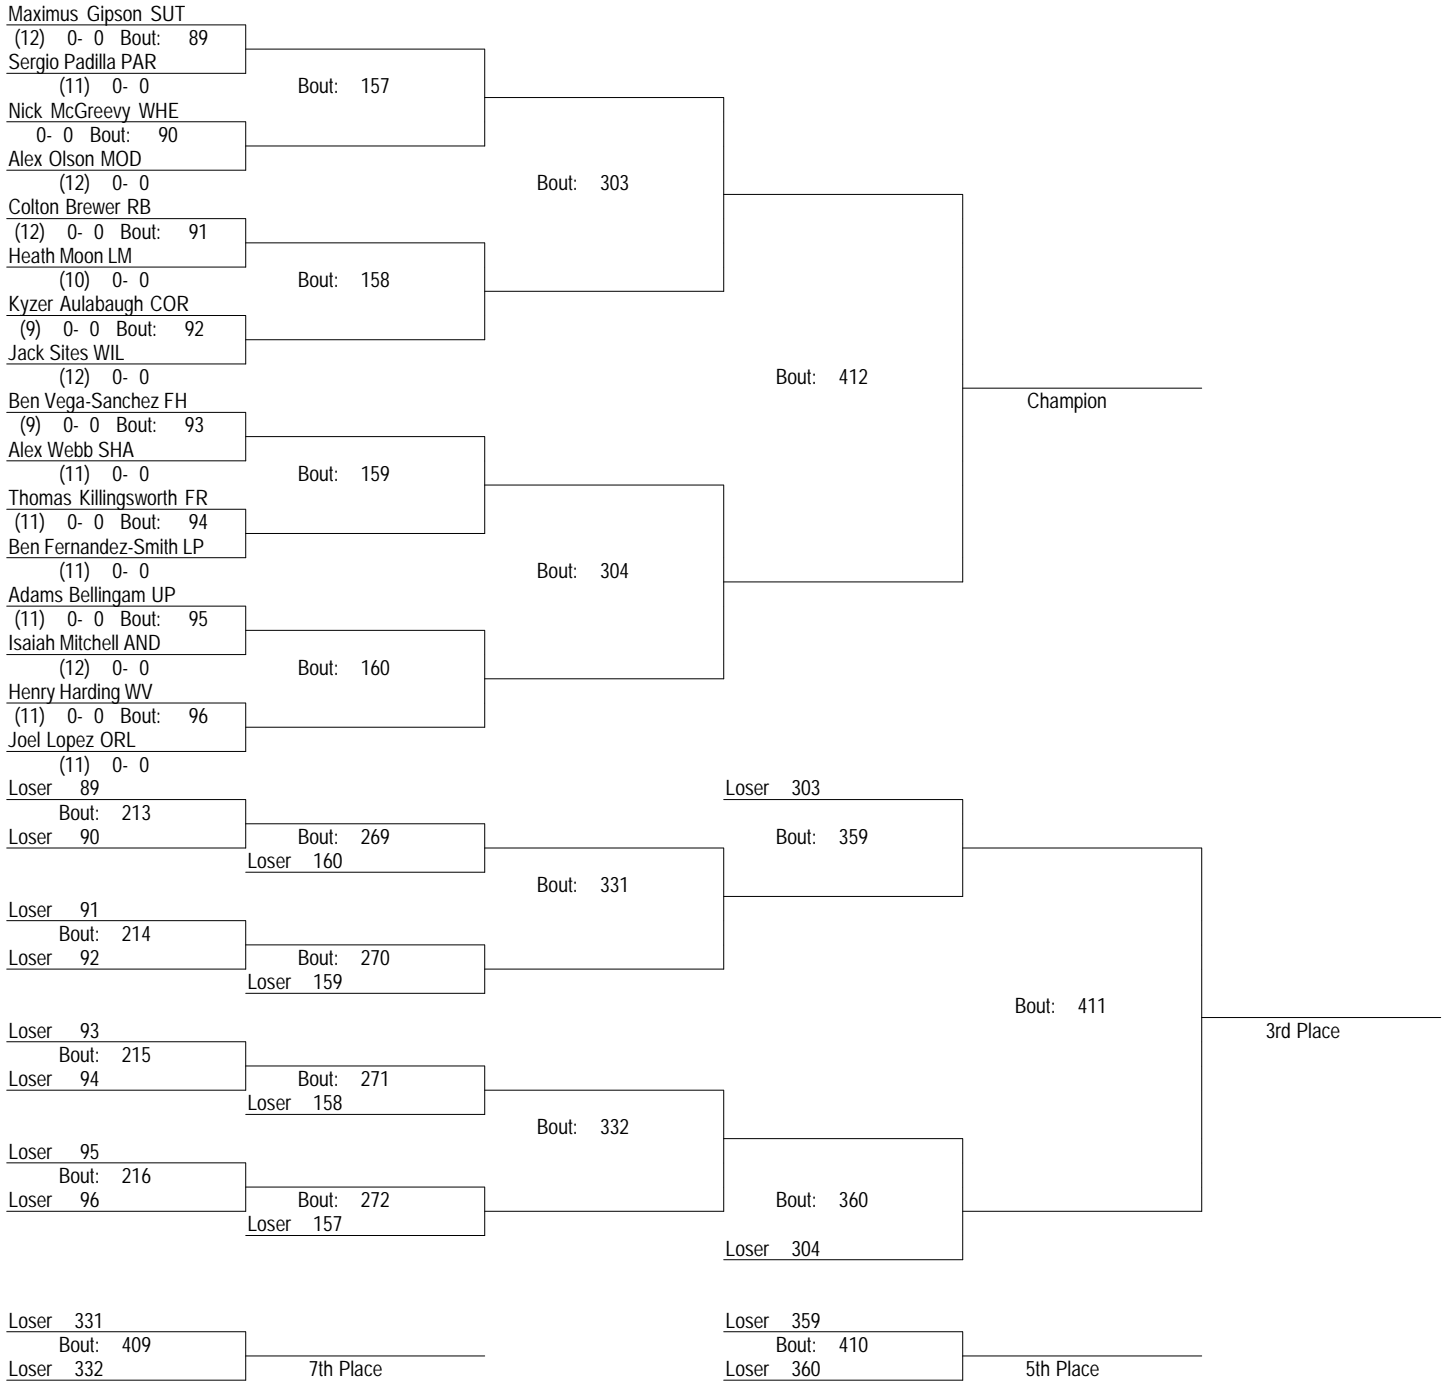 Maximus Gipson SUT
(12) 0- 0 Bout: 89
Sergio Padilla PAR
(11) 0- 0
Bout: 157
Nick McGreevy WHE
0- 0 Bout: 90
Alex Olson MOD
(12) 0- 0
Bout: 303
Colton Brewer RB
(12) 0- 0 Bout: 91
Heath Moon LM
(10) 0- 0
Bout: 158
Kyzer Aulabaugh COR
(9) 0- 0 Bout: 92
Jack Sites WIL
(12) 0- 0
Bout: 412
Ben Vega-Sanchez FH
Champion
(9) 0- 0 Bout: 93
Alex Webb SHA
(11) 0- 0
Bout: 159
Thomas Killingsworth FR
(11) 0- 0 Bout: 94
Ben Fernandez-Smith LP
(11) 0- 0
Bout: 304
Adams Bellingam UP
(11) 0- 0 Bout: 95
Isaiah Mitchell AND
(12) 0- 0
Bout: 160
Henry Harding WV
(11) 0- 0 Bout: 96
Joel Lopez ORL
(11) 0- 0
Loser 89
Loser 303
Bout: 213
Loser 90
Bout: 269
Bout: 359
Loser 160
Bout: 331
Loser 91
Bout: 214
Loser 92
Bout: 270
Loser 159
Bout: 411
Loser 93
3rd Place
Bout: 215
Loser 94
Bout: 271
Loser 158
Bout: 332
Loser 95
Bout: 216
Loser 96
Bout: 272
Bout: 360
Loser 157
Loser 304
Loser 331
Loser 359
Bout: 409
Bout: 410
Loser 332
7th Place
Loser 360
5th Place